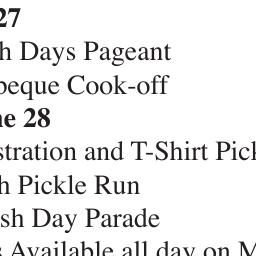 27
h Days Pageant
beque Cook-off
ne 28
stration and T-Shirt Pick
h Pickle Run
sh Day Parade
s Available all day on M